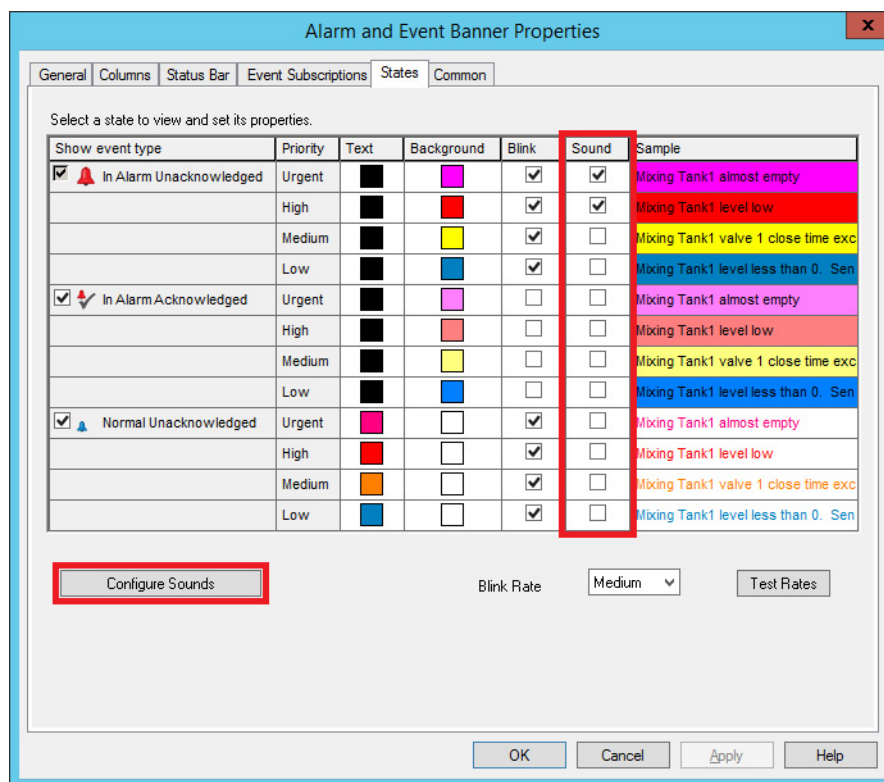 Alarm and Event Banner Properties
x
General Columns Status Bar Event Subscriptions States Common
Select a state to view and set its properties.
Show event type Priority Text Background Blink Sound Sample
In Alarm Unacknowledged Urgent Mixing Tank1 almost empty
High Mixing Tank1 level low
Medium Mixing Tank1 valve 1 close time exc
Low Mixing Tank1 level less than 0. Sen
In Alarm Acknowledged Urgent Mixing Tank1 almost empty
High Mixing Tank1 level low
Medium Mixing Tank1 valve 1 close time exc
Low Mixing Tank1 level less than 0. Sen
Normal Unacknowledged Urgent Mixing Tank1 almost empty
High Mixing Tank1 level low
Medium Mixing Tank1 valve 1 close time exc
Low Mixing Tank1 level less than 0. Sen
Configure Sounds Blink Rate Medium Test Rates
OK Cancel Apply Help